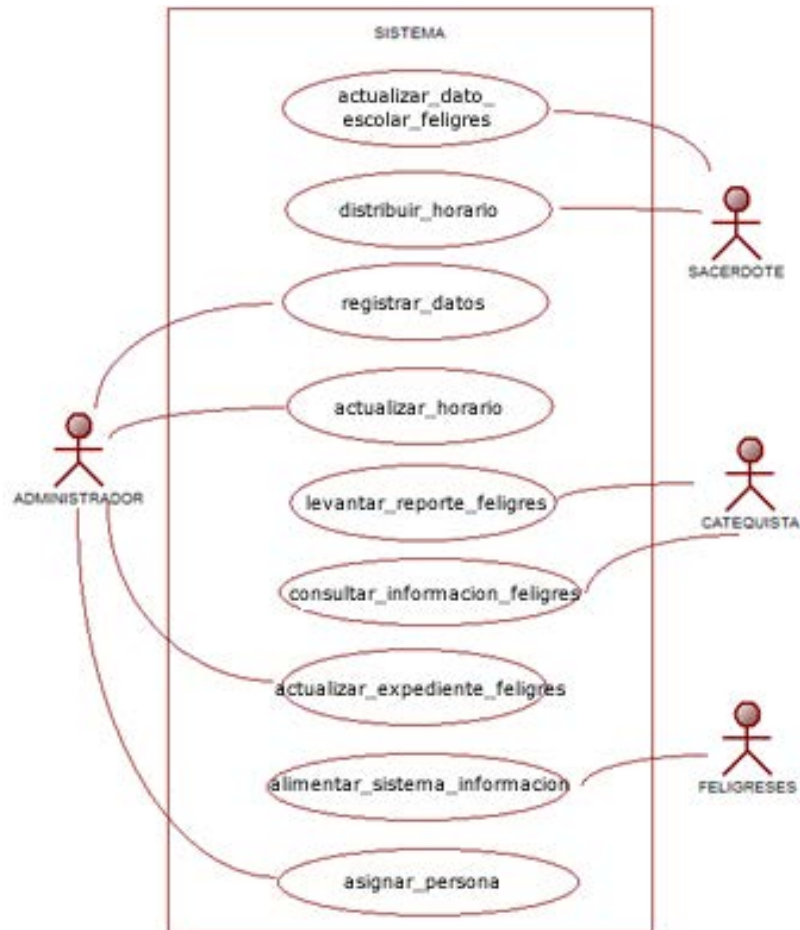 SISTEMA
actualizar_dato_
escolar_feligres
distribuir_horario
SACERDOTE
registrar_datos
actualizar_horario
ADMINISTRADOR
levantar_reporte_feligres
CATEQUISTA
consultar_informacion_feligres
actualizar_expediente_feligres
alimentar_sistema_informacion
FELIGRESES
asignar_persona